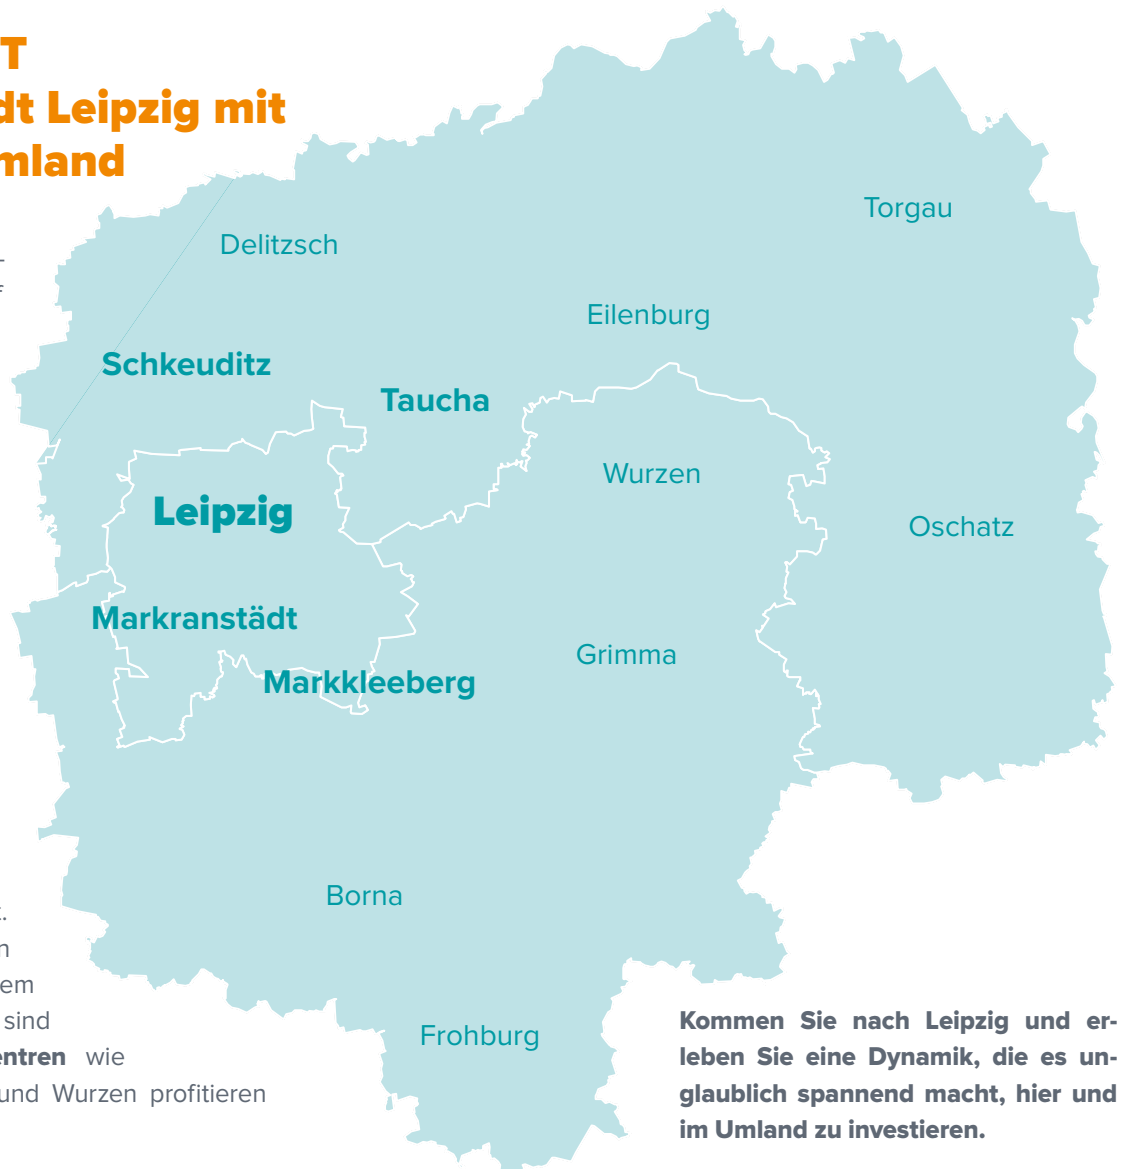 T
dt Leipzig mit
mland
Torgau
Delitzsch
Eilenburg
Schkeuditz
Taucha
Wurzen
Leipzig
Oschatz
Markranstädt
Grimma
Markkleeberg
Borna
t.
n
em
sind
entren wie
und Wurzen profitieren
Frohburg
Kommen Sie nach Leipzig und er-
leben Sie eine Dynamik, die es un-
glaublich spannend macht, hier und
im Umland zu investieren.